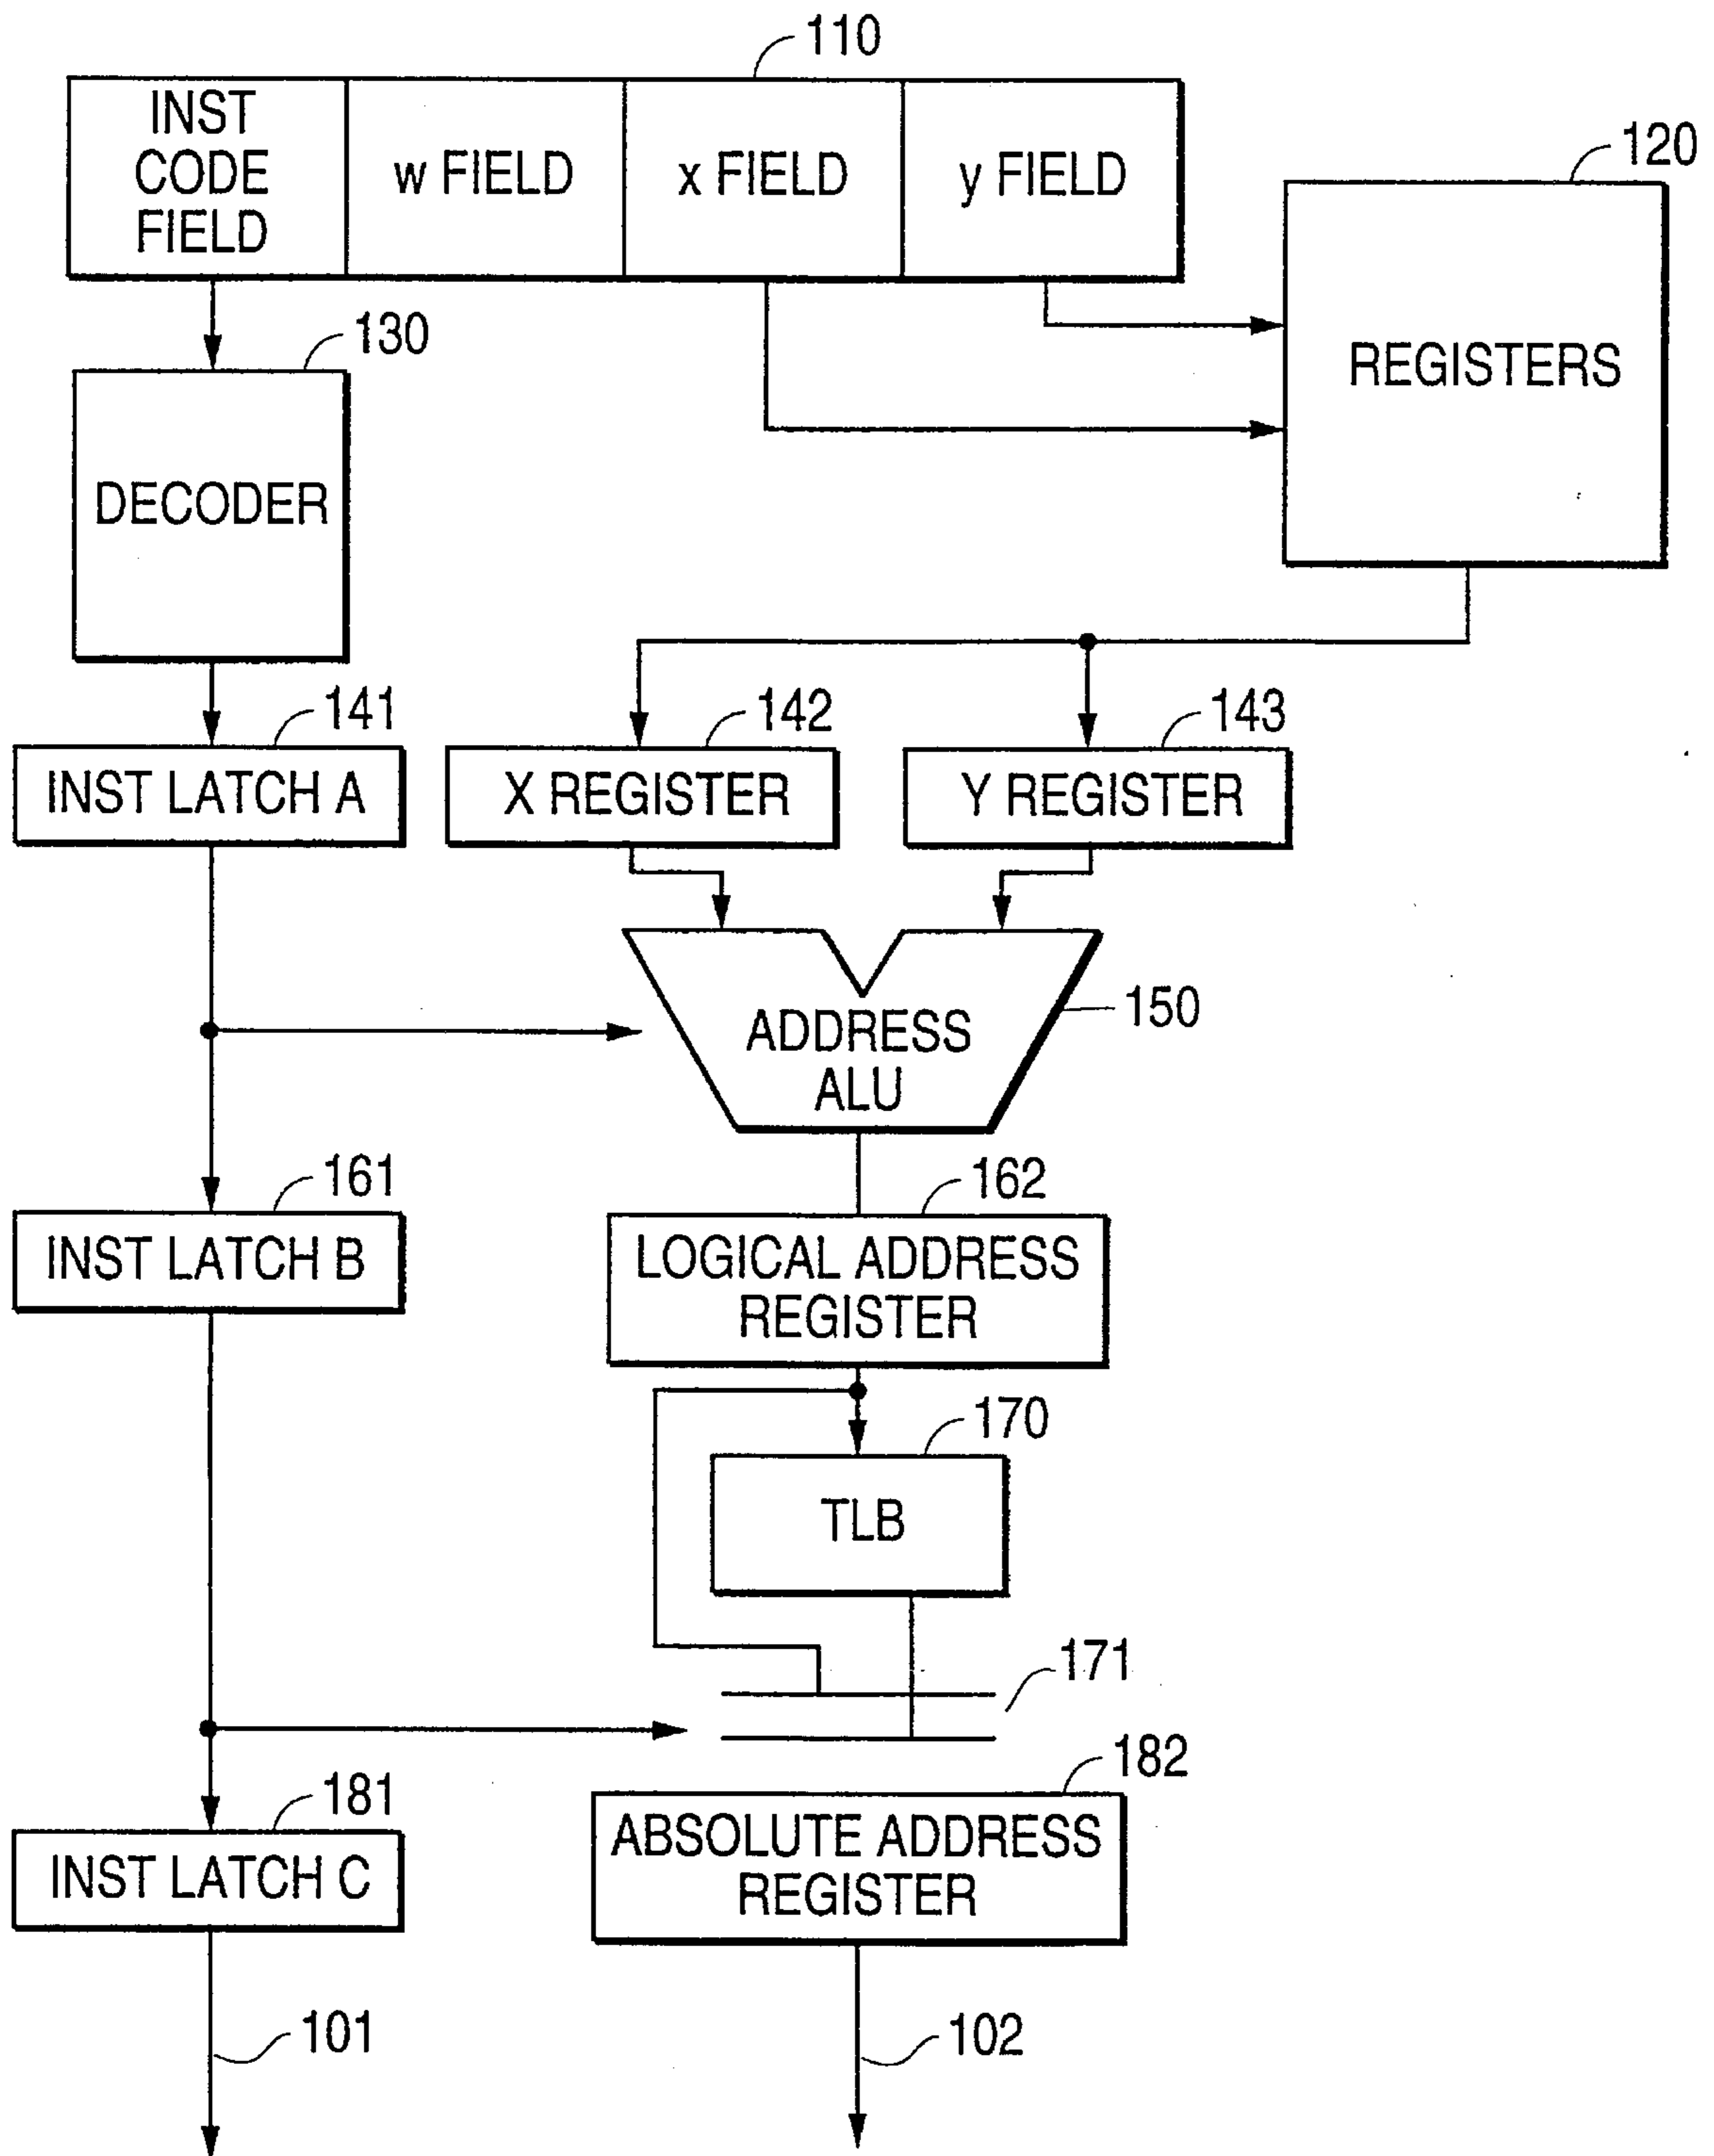 110
INST
CODE
FIELD
w FIELD
x FIELD
y FIELD
120
REGISTERS
130
DECODER
141
142
143
INST LATCH A
X REGISTER
Y REGISTER
150
ADDRESS
ALU
161
162
INST LATCH B
LOGICAL ADDRESS
REGISTER
170
TLB
171
182
181
ABSOLUTE ADDRESS
REGISTER
INST LATCH C
101
102